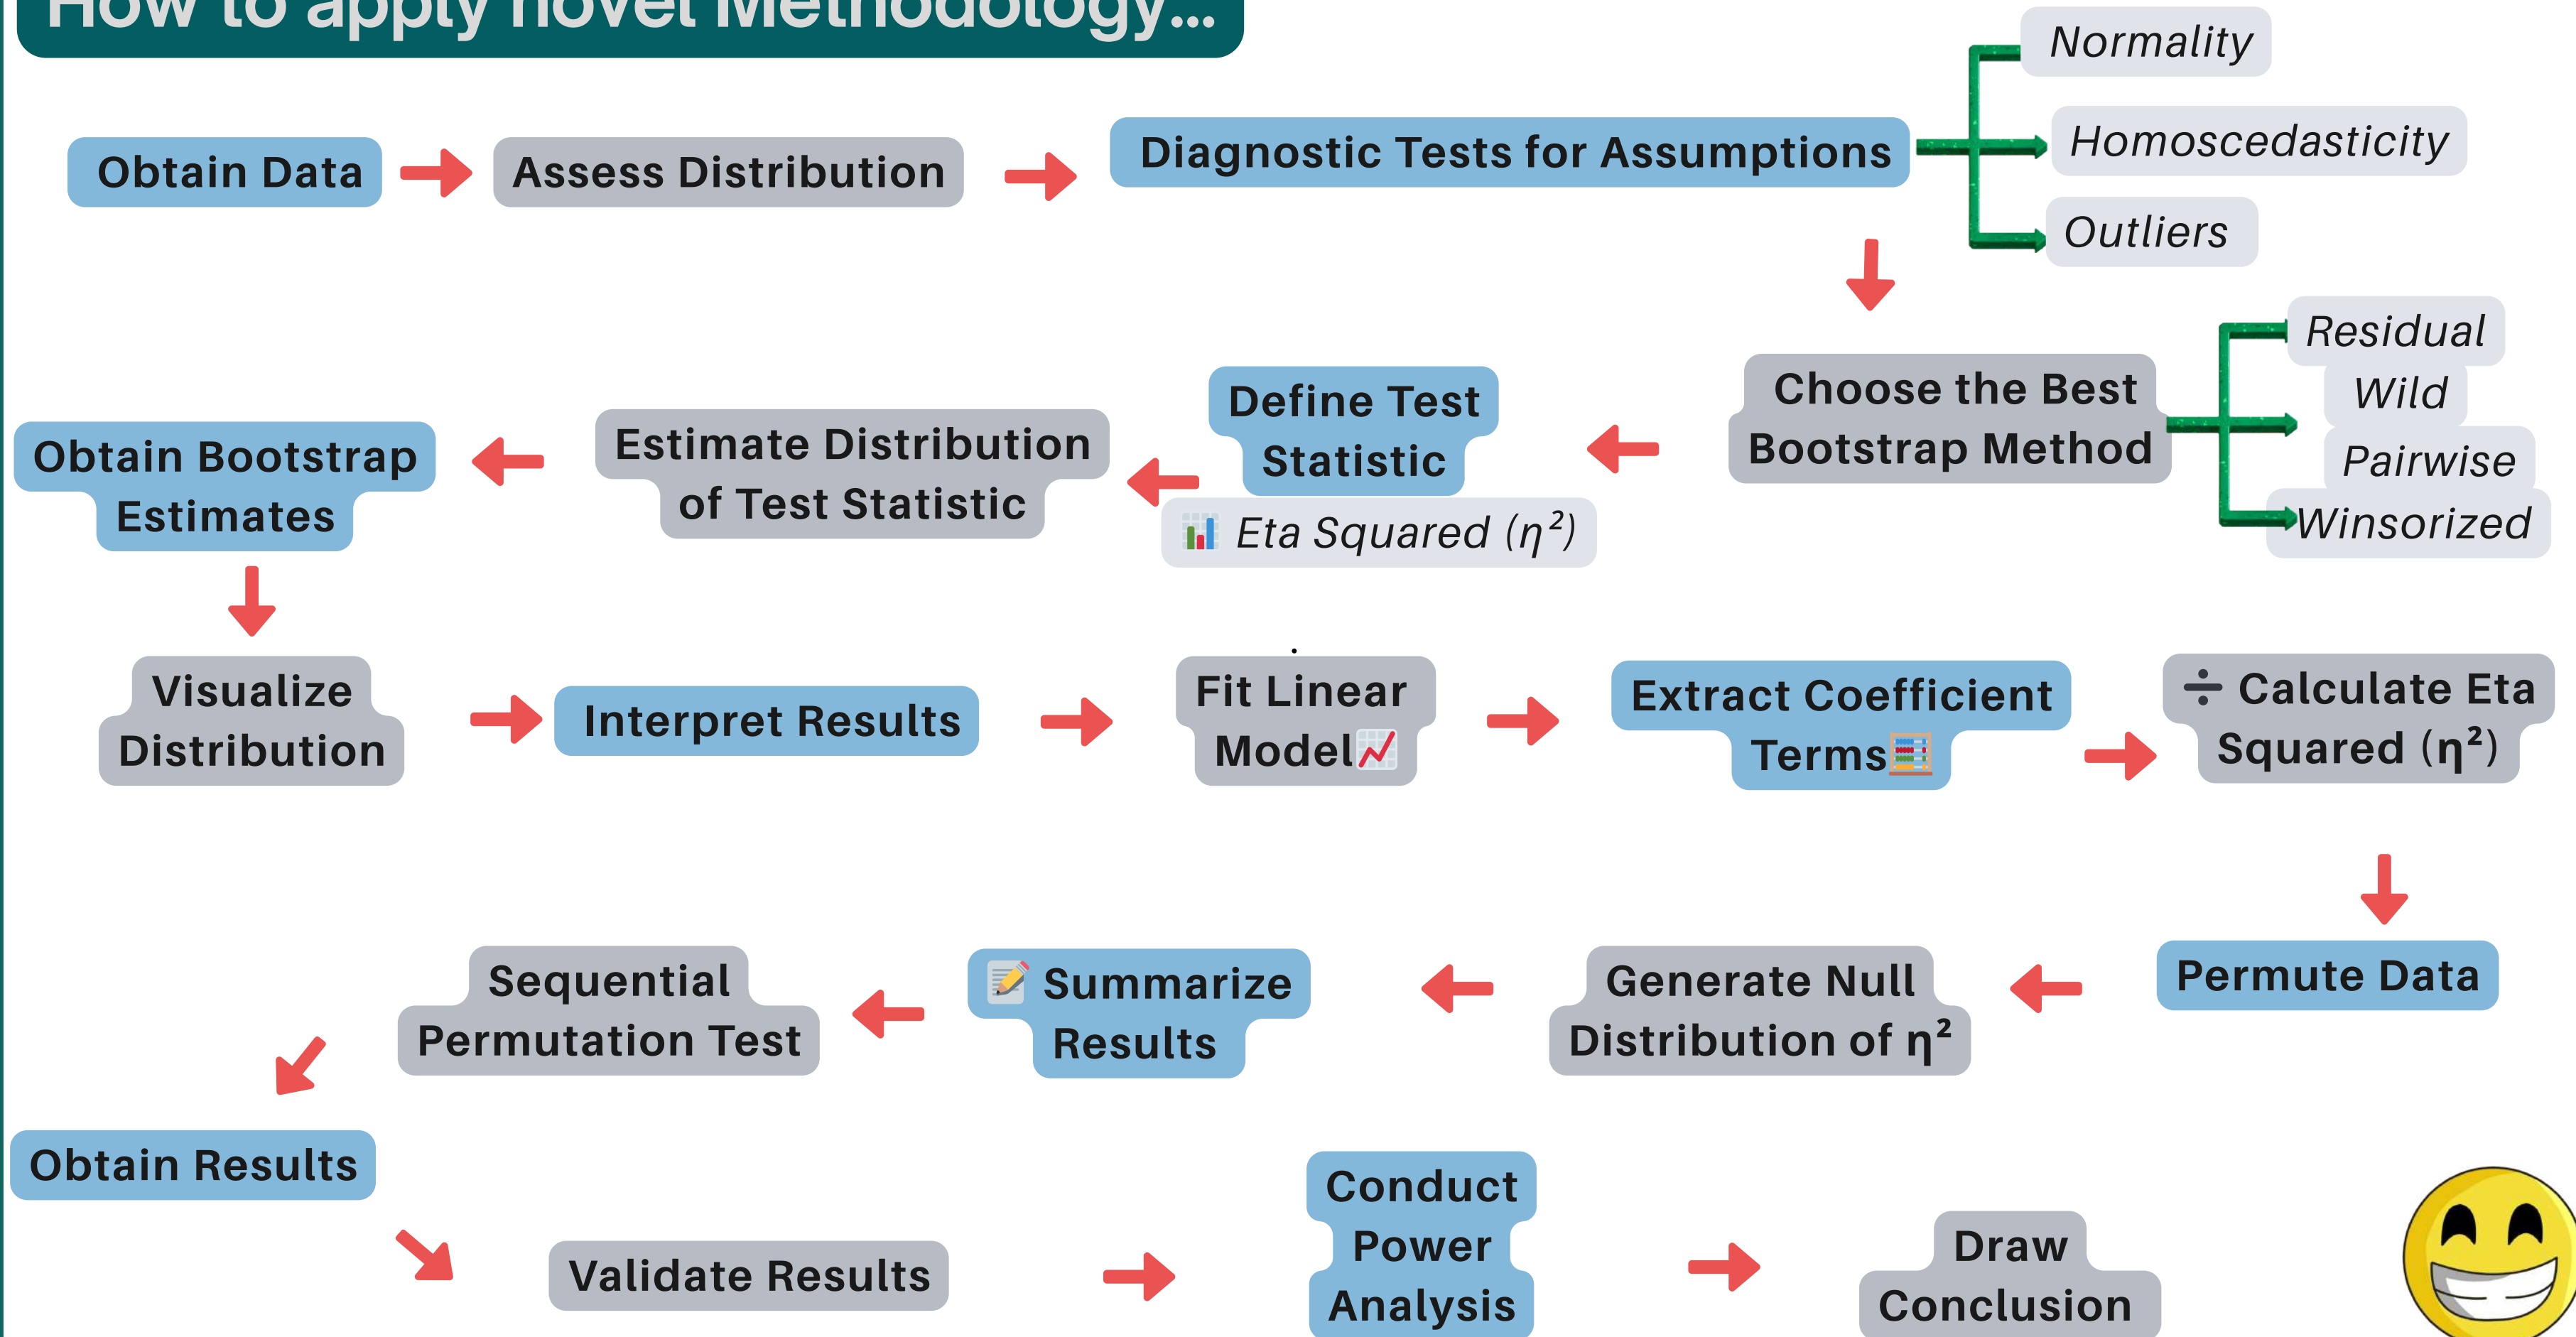 How to apply novel Methodology...
Normality
Obtain Data
Assess Distribution
Diagnostic Tests for Assumptions
Homoscedasticity
Outliers
Residual
Wild
Pairwise
Winsorized
Choose the Best
Bootstrap Method
Define Test
Statistic
Eta Squared (η²)
Estimate Distribution
of Test Statistic
Obtain Bootstrap
Estimates
Visualize
Distribution
Interpret Results
Fit Linear
Model
Extract Coefficient
Terms
÷ Calculate Eta
Squared (η²)
Permute Data
Generate Null
Distribution of η²
Summarize
Results
Sequential
Permutation Test
Obtain Results
Validate Results
Conduct
Power
Analysis
Draw
Conclusion